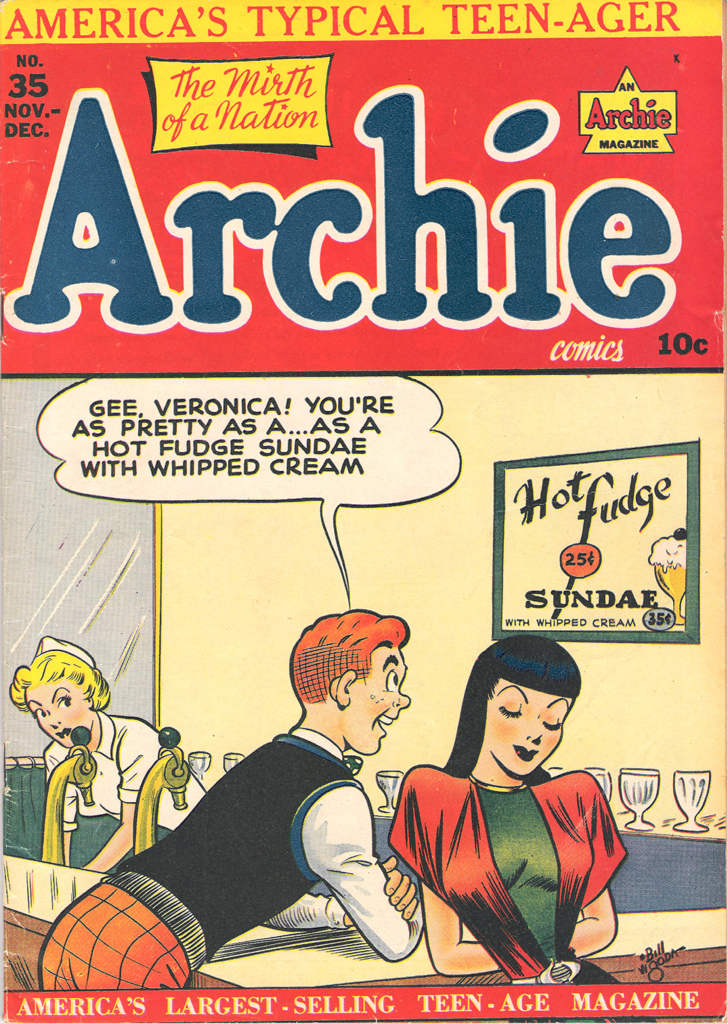 AMERICA'S TYPICAL TEEN-AGER
NO.
35
NOV.-
DEC.
The Mirth
of a Nation
K
AN
Archie
MAGAZINE
Archie
comics
10c
GEE, VERONICA! YOU'RE
AS PRETTY AS A...AS A
HOT FUDGE SUNDAE
WITH WHIPPED CREAM
Hot fudge
25¢
SUNDAE
WITH WHIPPED CREAM 35¢
Bill
AMERICA'S LARGEST-SELLING TEEN-AGE MAGAZINE